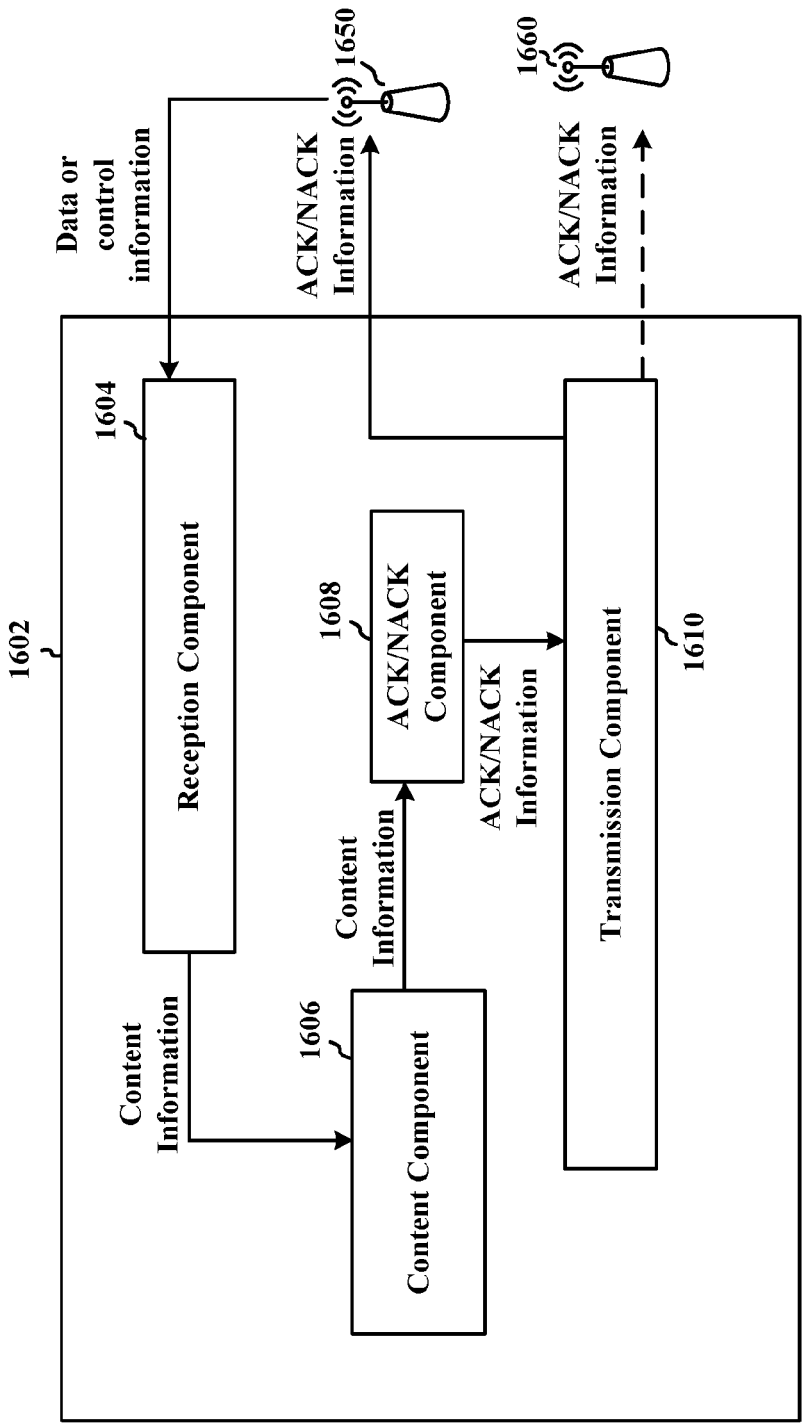 1602
Data or
control
information
1604
Reception Component
1650
Content
Information
ACK/NACK
Information
1606
Content Component
Content
Information
1608
ACK/NACK
Component
ACK/NACK
Information
1660
ACK/NACK
Information
Transmission Component
1610